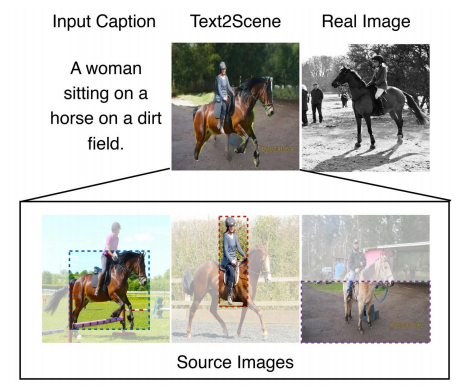 Input Caption
Text2Scene
Real Image
A woman
sitting on a
horse on a dirt
field.
Source Images